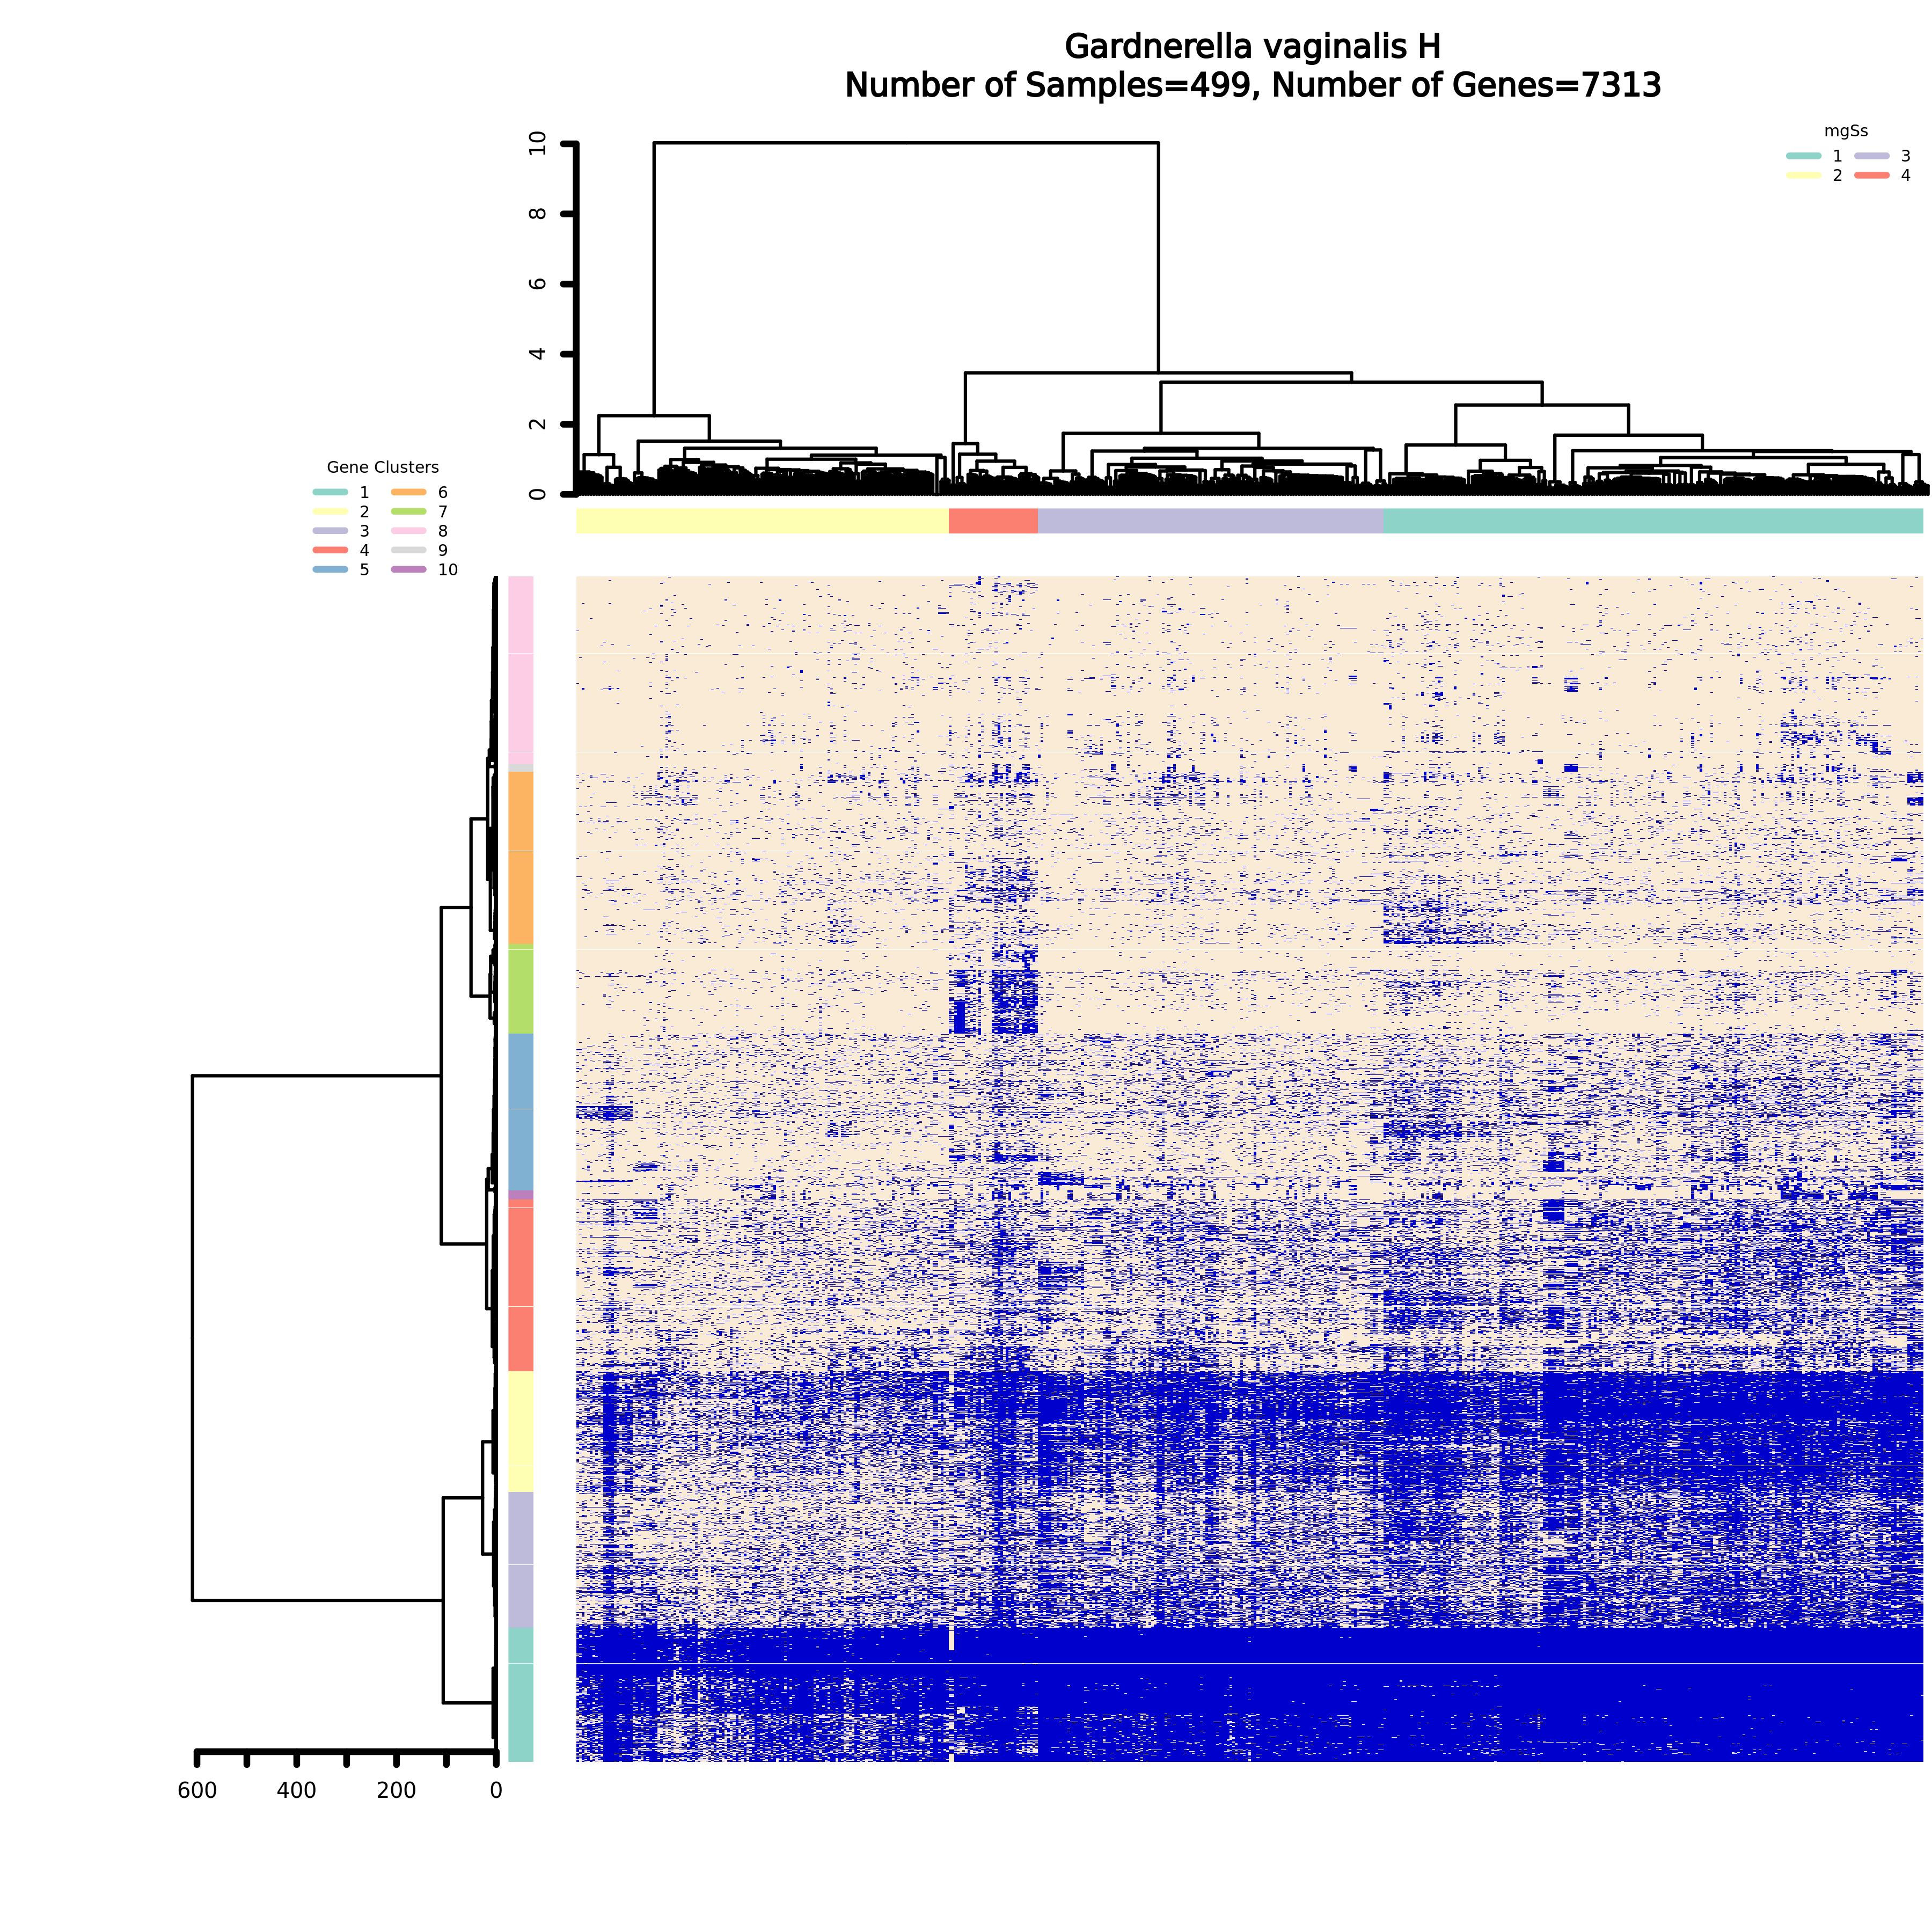 Gardnerella vaginalis H
Number of Samples=499, Number of Genes=7313
mgSs
1 3
2 4
10
8
6
4
2
0
Gene Clusters
1 6
2 7
3 8
4 9
5 10
600 400 200 0